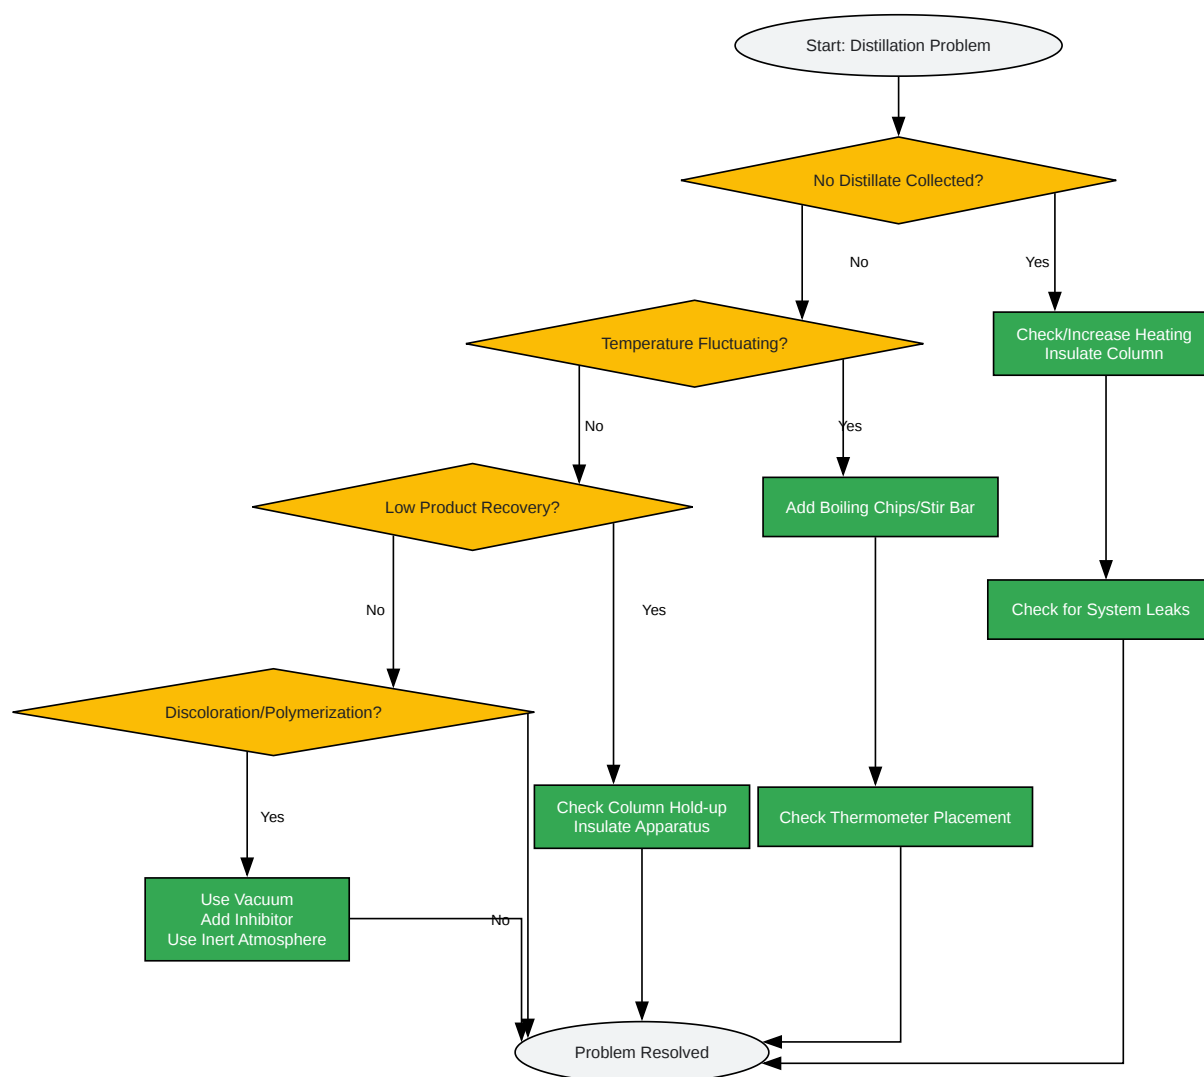 Start: Distillation Problem
No Distillate Collected?
No
Yes
Temperature Fluctuating?
Check/Increase Heating
Insulate Column
No
Yes
Low Product Recovery?
Add Boiling Chips/Stir Bar
No
Yes
Check for System Leaks
Discoloration/Polymerization?
Yes
Check Column Hold-up
Insulate Apparatus
Check Thermometer Placement
Use Vacuum
Add Inhibitor
Use Inert Atmosphere
No
Problem Resolved